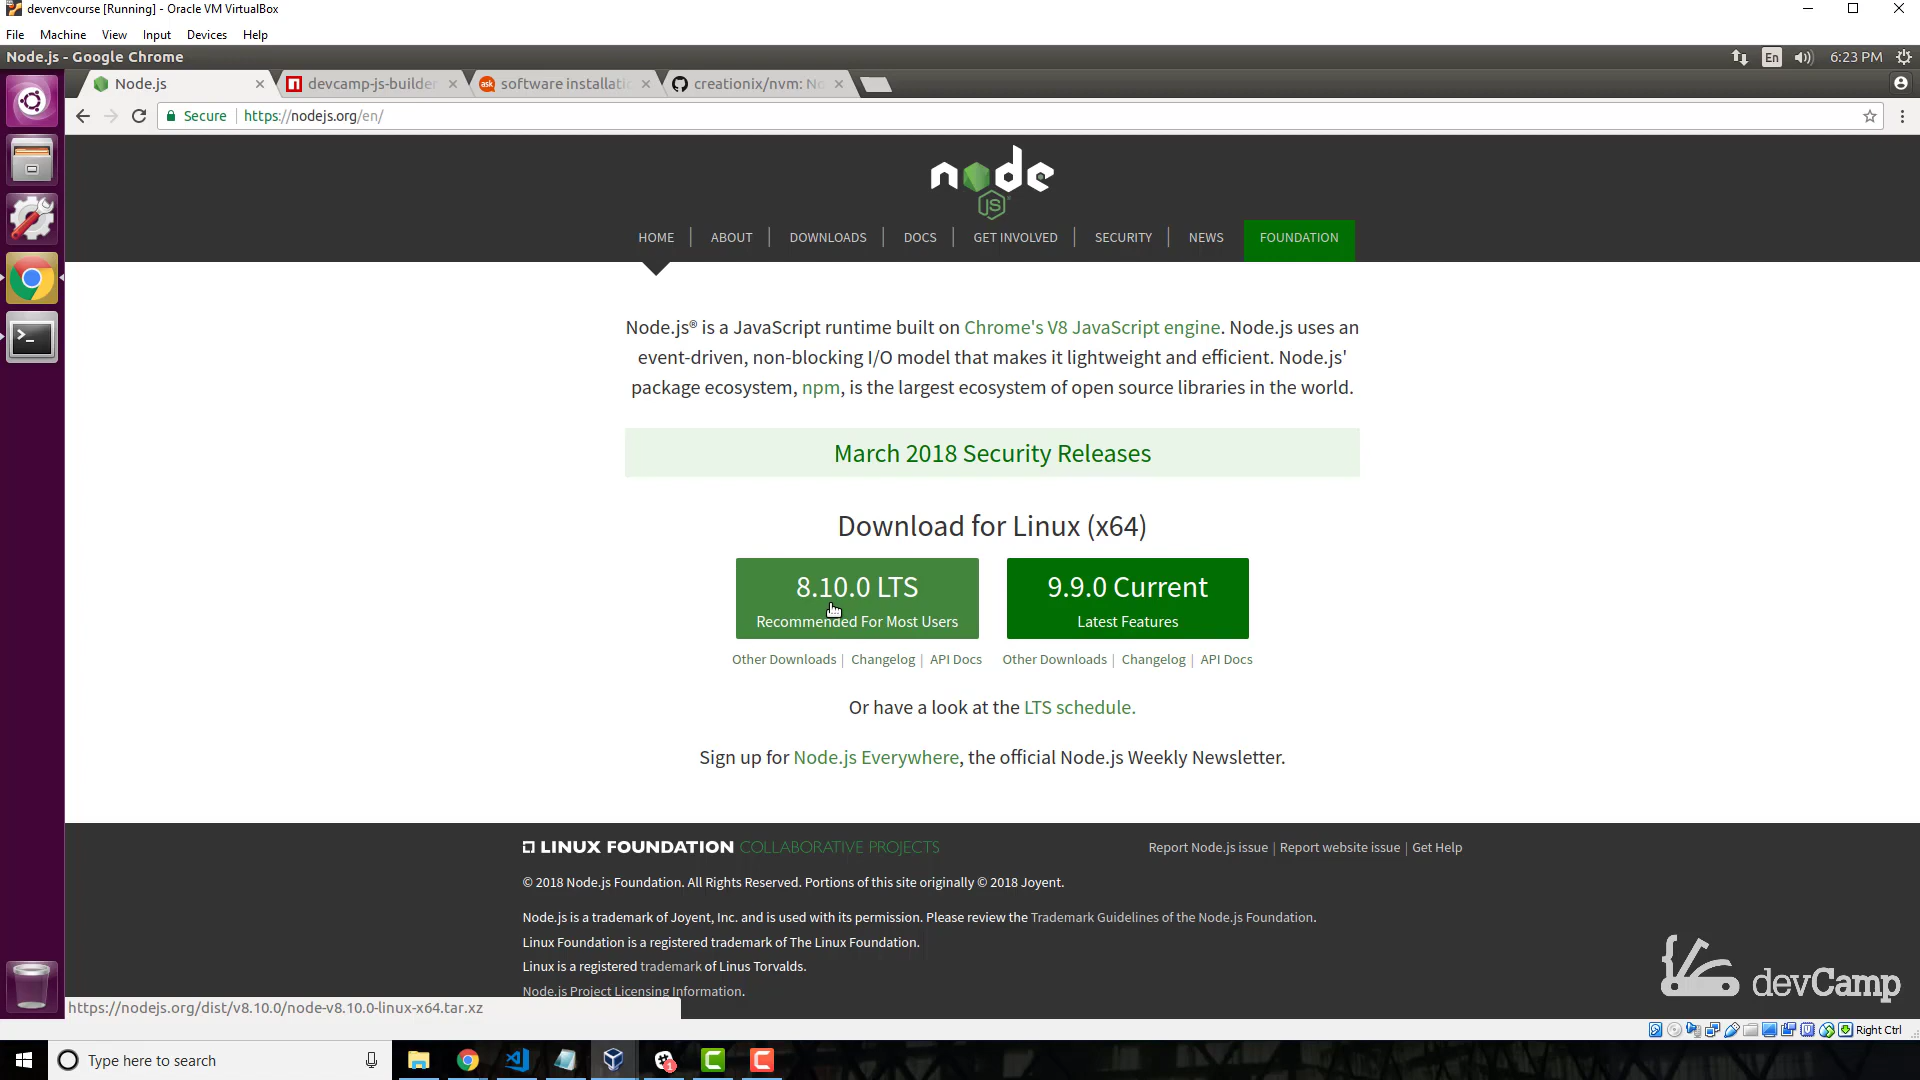 devenvcourse [Running] - Oracle VM VirtualBox
File Machine View Input Devices Help
Node.js - Google Chrome
En 6:23 PM
Node.js
devcamp-js-builder
software installatio
creationix/nvm: No
Secure https://nodejs.org/en/
node
JS
HOME ABOUT DOWNLOADS DOCS GET INVOLVED SECURITY NEWS FOUNDATION
Node.js® is a JavaScript runtime built on Chrome's V8 JavaScript engine. Node.js uses an
event-driven, non-blocking I/O model that makes it lightweight and efficient. Node.js'
package ecosystem, npm, is the largest ecosystem of open source libraries in the world.
March 2018 Security Releases
Download for Linux (x64)
8.10.0 LTS
Recommended For Most Users
9.9.0 Current
Latest Features
Other Downloads | Changelog | API Docs
Other Downloads | Changelog | API Docs
Or have a look at the LTS schedule.
Sign up for Node.js Everywhere, the official Node.js Weekly Newsletter.
LINUX FOUNDATION COLLABORATIVE PROJECTS
Report Node.js issue | Report website issue | Get Help
© 2018 Node.js Foundation. All Rights Reserved. Portions of this site originally © 2018 Joyent.
Node.js is a trademark of Joyent, Inc. and is used with its permission. Please review the Trademark Guidelines of the Node.js Foundation.
Linux Foundation is a registered trademark of The Linux Foundation.
Linux is a registered trademark of Linus Torvalds.
Node.js Project Licensing Information.
devCamp
https://nodejs.org/dist/v8.10.0/node-v8.10.0-linux-x64.tar.xz
Right Ctrl
Type here to search